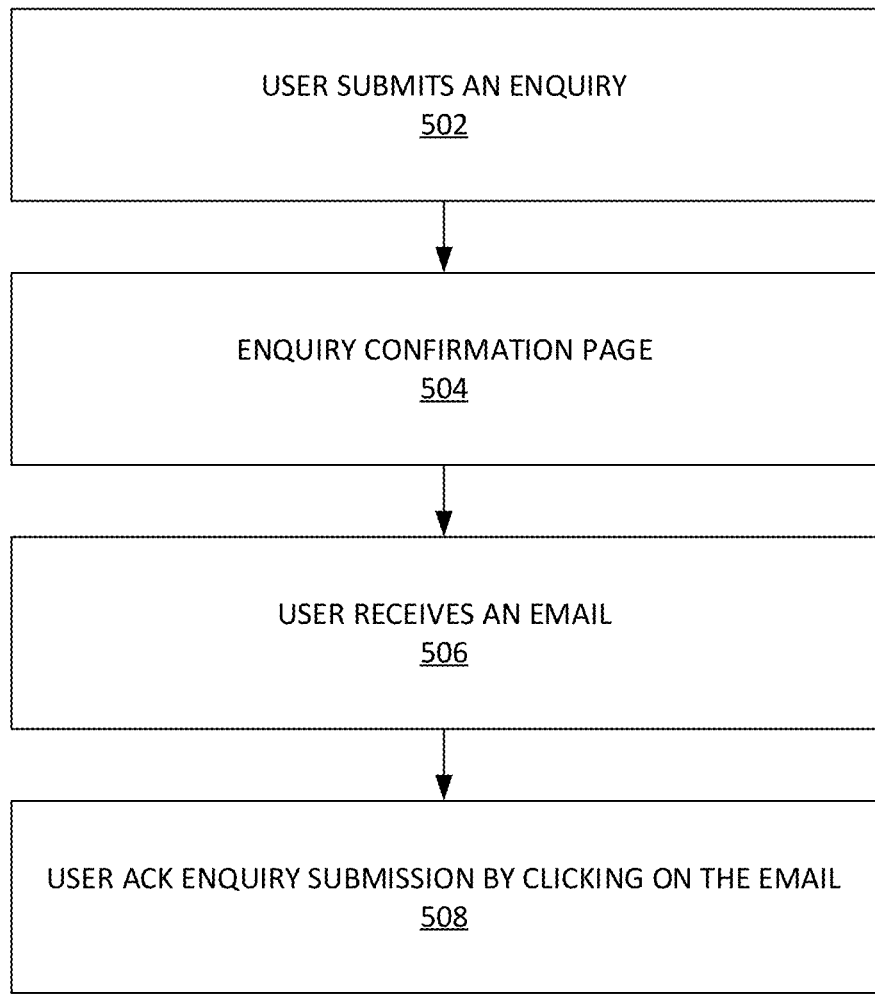 USER SUBMITS AN ENQUIRY
502
ENQUIRY CONFIRMATION PAGE
504
USER RECEIVES AN EMAIL
506
USER ACK ENQUIRY SUBMISSION BY CLICKING ON THE EMAIL
508